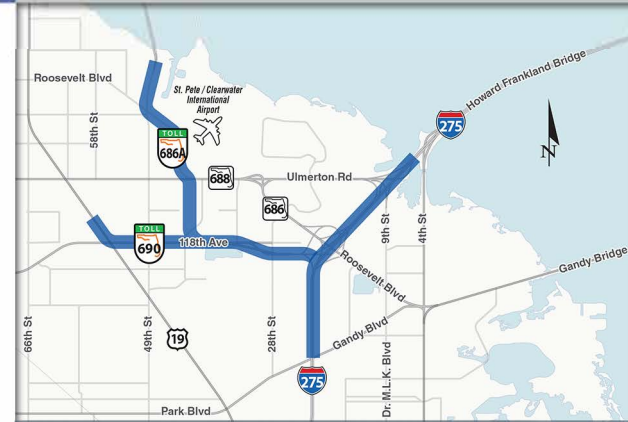 Howard Frankland Bridge
275
Roosevelt Blvd
St. Pete / Clearwater
International
Airport
58th St
TOLL
686A
N
688
Ulmerton Rd
686
9th St
4th St
TOLL
690
118th Ave
Roosevelt Blvd
Gandy Bridge
66th St
49th St
19
28th St
Gandy Blvd
Dr. M.L.K. Blvd
275
Park Blvd